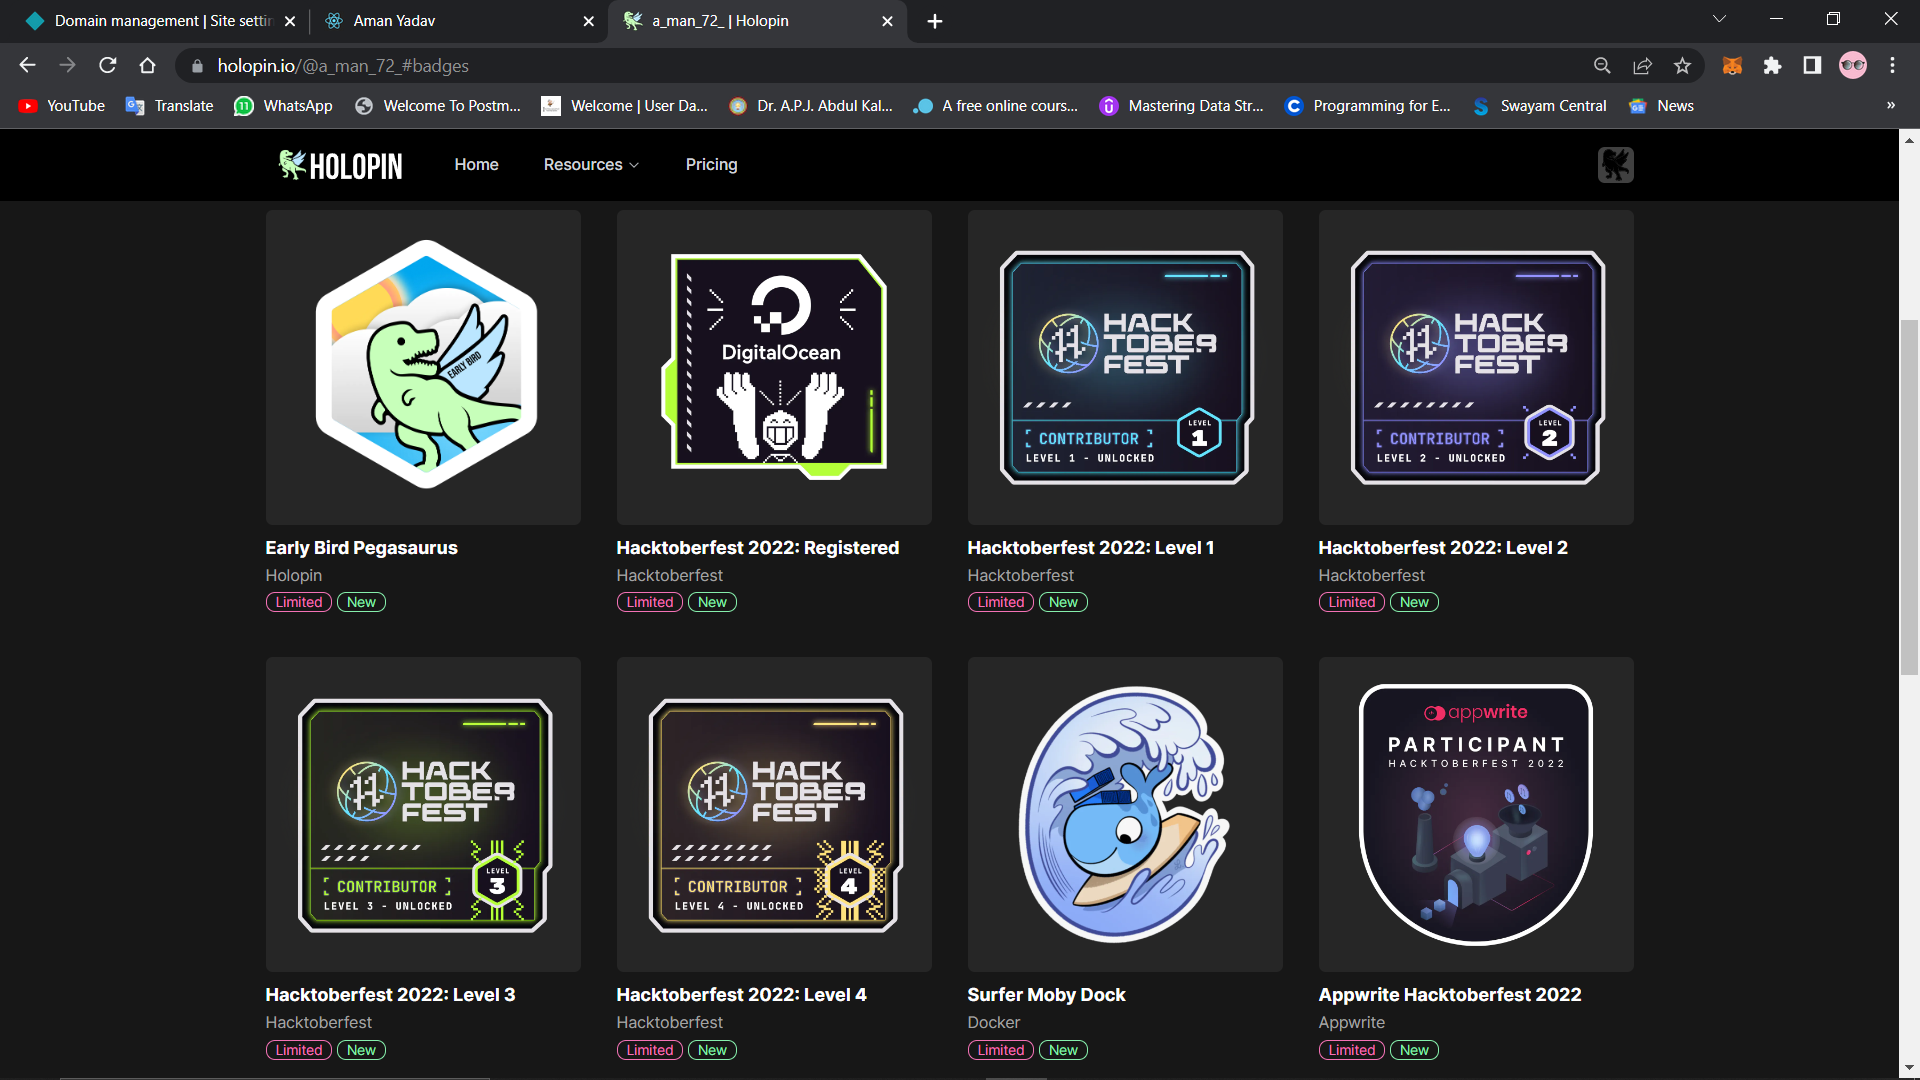 Domain management | Site settin
Aman Yadav
a_man_72_ | Holopin
holopin.io/@a_man_72_#badges
YouTube
Translate
11
WhatsApp
Welcome To Postm...
Welcome | User Da...
Dr. A.P.J. Abdul Kal...
A free online cours...
Mastering Data Str...
Programming for E...
Swayam Central
News
»
HOLOPIN
Home
Resources
Pricing
EARLY BIRD
DigitalOcean
HACK
TOBER
FEST
[ CONTRIBUTOR ]
LEVEL 1 - UNLOCKED
LEVEL
1
HACK
TOBER
FEST
[ CONTRIBUTOR ]
LEVEL 2 - UNLOCKED
LEVEL
2
Early Bird Pegasaurus
Holopin
Limited New
Hacktoberfest 2022: Registered
Hacktoberfest
Limited New
Hacktoberfest 2022: Level 1
Hacktoberfest
Limited New
Hacktoberfest 2022: Level 2
Hacktoberfest
Limited New
HACK
TOBER
FEST
[ CONTRIBUTOR ]
LEVEL 3 - UNLOCKED
LEVEL
3
HACK
TOBER
FEST
[ CONTRIBUTOR ]
LEVEL 4 - UNLOCKED
LEVEL
4
appwrite
PARTICIPANT
HACKTOBERFEST 2022
Hacktoberfest 2022: Level 3
Hacktoberfest
Limited New
Hacktoberfest 2022: Level 4
Hacktoberfest
Limited New
Surfer Moby Dock
Docker
Limited New
Appwrite Hacktoberfest 2022
Appwrite
Limited New